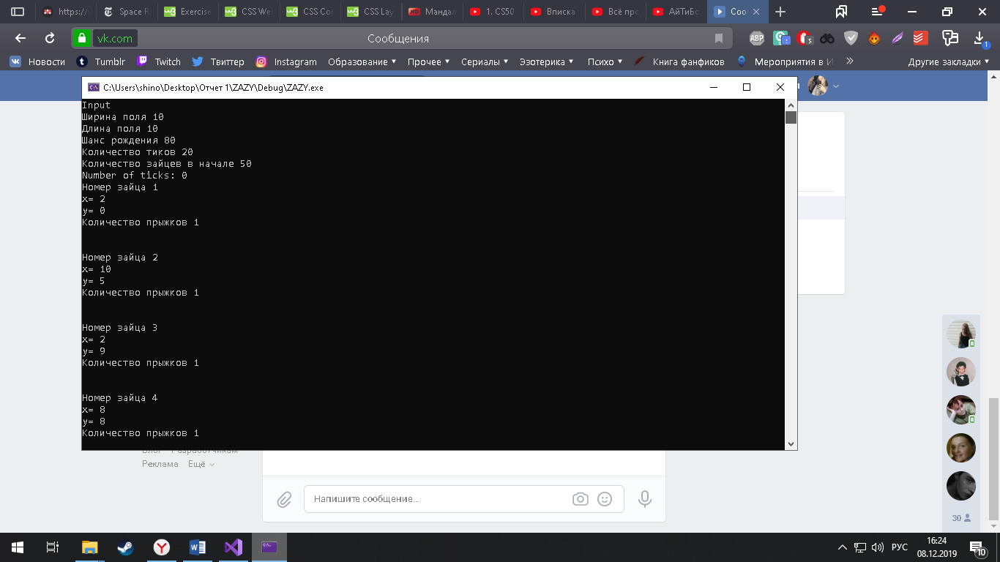 https://
Space R
Exercise
CSS We
CSS Cor
CSS Lay
Мандал
1. CS50
Вписка
Всё про
АйТиБо
Соо
vk.com
Сообщения
ABP
5
1
Новости
Tumblr
Twitch
Твиттер
Instagram
Образование
Прочее
Сериалы
Эзотерика
Психо
Книга фанфиков
Мероприятия в И
Другие закладки
C:\Users\shino\Desktop\Отчет 1\ZAZY\Debug\ZAZY.exe
Input
Ширина поля 10
Длина поля 10
Шанс рождения 80
Количество тиков 20
Количество зайцев в начале 50
Number of ticks: 0
Номер зайца 1
x= 2
y= 0
Количество прыжков 1
Номер зайца 2
x= 10
y= 5
Количество прыжков 1
Номер зайца 3
x= 2
y= 9
Количество прыжков 1
Номер зайца 4
x= 8
y= 8
Количество прыжков 1
Блог Разработчикам
Реклама Ещё
Напишите сообщение...
30
РУС
16:24
08.12.2019
10